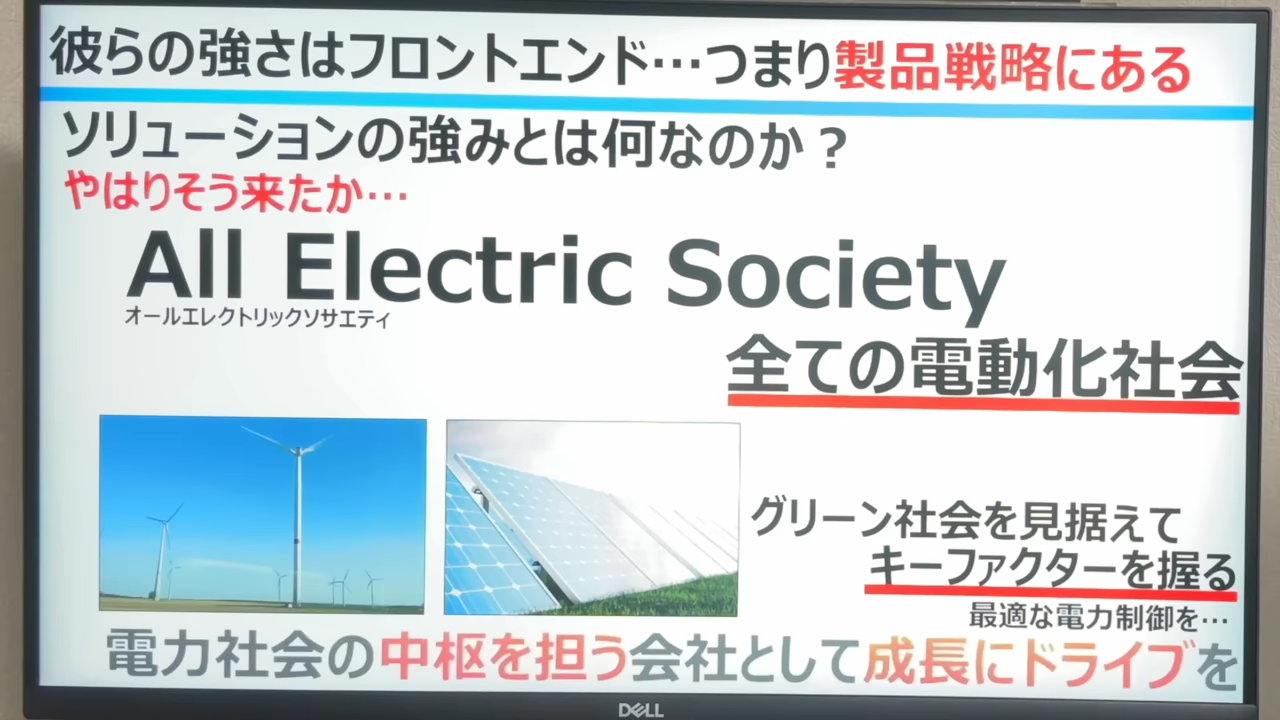 彼らの強さはフロントエンド…つまり製品戦略にある
ソリューションの強みとは何なのか？
やはりそう来たか…
All Electric Society
オールエレクトリックソサエティ
全ての電動化社会
グリーン社会を見据えて
キーファクターを握る
最適な電力制御を…
電力社会の中枢を担う会社として成長にドライブを
DELL